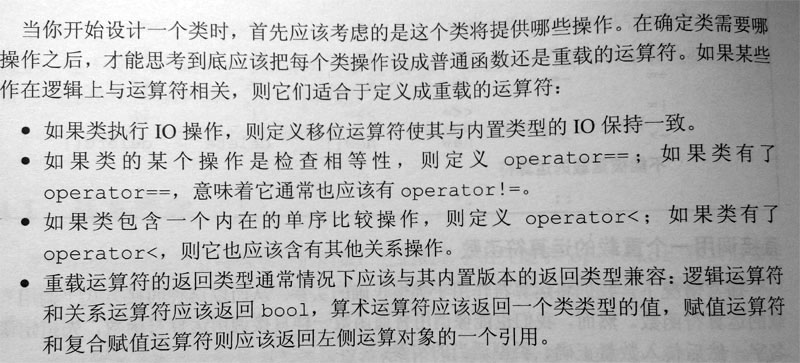 当你开始设计一个类时，首先应该考虑的是这个类将提供哪些操作。在确定类需要哪
操作之后，才能思考到底应该把每个类操作设成普通函数还是重载的运算符。如果某些
作在逻辑上与运算符相关，则它们适合于定义成重载的运算符：
● 如果类执行 IO 操作，则定义移位运算符使其与内置类型的 IO 保持一致。
● 如果类的某个操作是检查相等性，则定义 operator==；如果类有了
operator==，意味着它通常也应该有 operator!=。
● 如果类包含一个内在的单序比较操作，则定义 operator<；如果类有了
operator<，则它也应该含有其他关系操作。
● 重载运算符的返回类型通常情况下应该与其内置版本的返回类型兼容：逻辑运算符
和关系运算符应该返回 bool，算术运算符应该返回一个类类型的值，赋值运算符
和复合赋值运算符则应该返回左侧运算对象的一个引用。